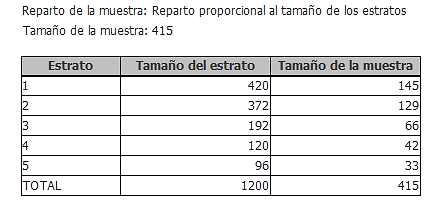 Reparto de la muestra: Reparto proporcional al tamaño de los estratos
Tamaño de la muestra: 415
Estrato Tamaño del estrato Tamaño de la muestra
1 420 145
2 372 129
3 192 66
4 120 42
5 96 33
TOTAL 1200 415